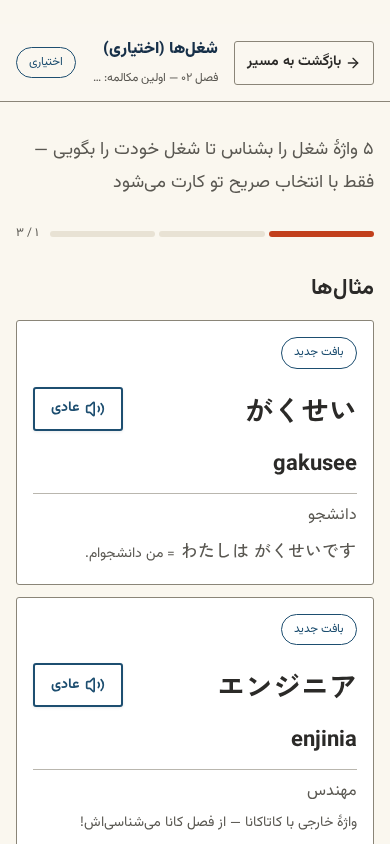 بازگشت به مسیر →
شغل‌ها (اختیاری)
فصل ۰۲ — اولین مکالمه: ...
اختیاری
۵ واژهٔ شغل را بشناس تا شغل خودت را بگویی —
فقط با انتخاب صریح تو کارت می‌شود
۳ / ۱
مثال‌ها
بافت جدید
がくせい
عادی
gakusee
دانشجو
わたしは がくせいです = من دانشجوام.
بافت جدید
エンジニア
عادی
enjinia
مهندس
واژهٔ خارجی با کاتاکانا — از فصل کانا می‌شناسی‌اش!